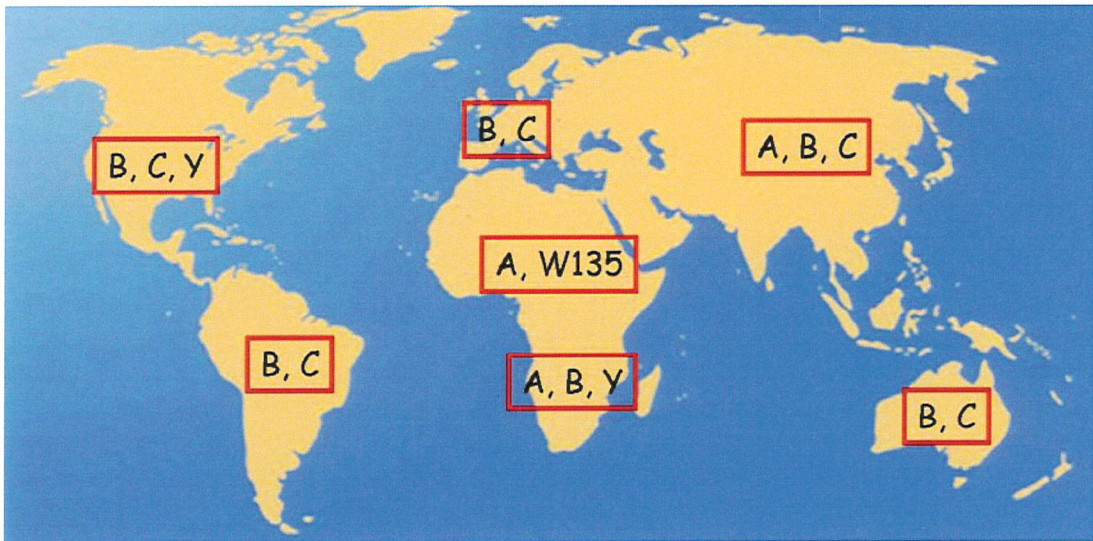 B, C
A, B, C
B, C, Y
A, W135
B, C
A, B, Y
B, C